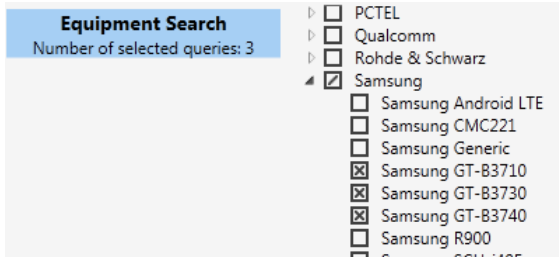 Equipment Search
Number of selected queries: 3
PCTEL
Qualcomm
Rohde & Schwarz
Samsung
Samsung Android LTE
Samsung CMC221
Samsung Generic
Samsung GT-B3710
Samsung GT-B3730
Samsung GT-B3740
Samsung R900